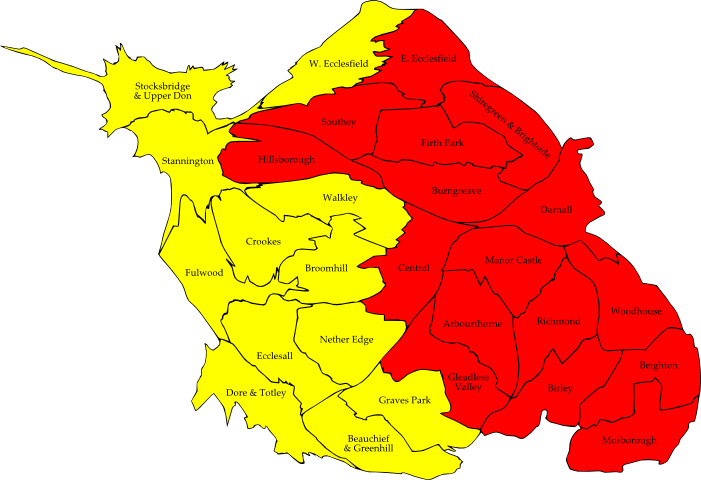 W. Ecclesfield
E. Ecclesfield
Stocksbridge
& Upper Don
Shiregreen & Brightside
Southey
Firth Park
Stannington
Hillsborough
Burngreave
Walkley
Darnall
Crookes
Manor Castle
Fulwood
Broomhill
Central
Woodhouse
Arbourthorne
Richmond
Nether Edge
Ecclesall
Beighton
Gleadless
Valley
Birley
Dore & Totley
Graves Park
Beauchief
& Greenhill
Mosborough